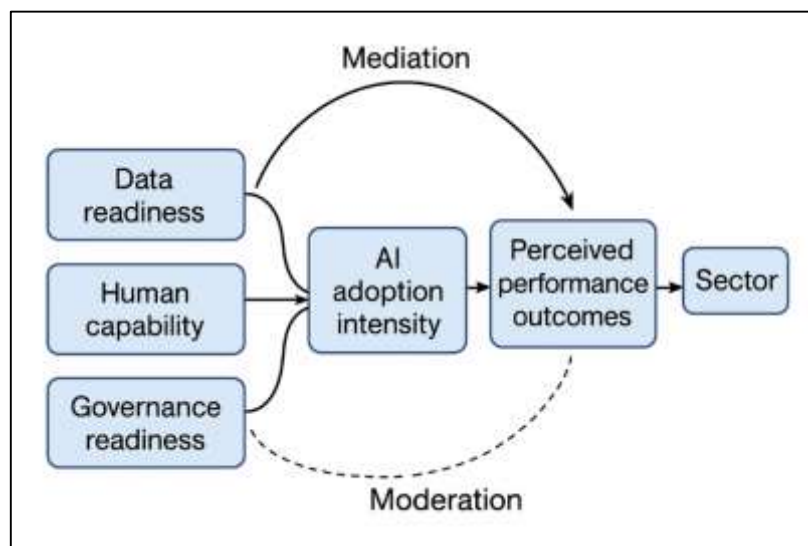 Mediation
Data
readiness
Human
capability
Governance
readiness
AI
adoption
intensity
Perceived
performance
outcomes
Sector
Moderation